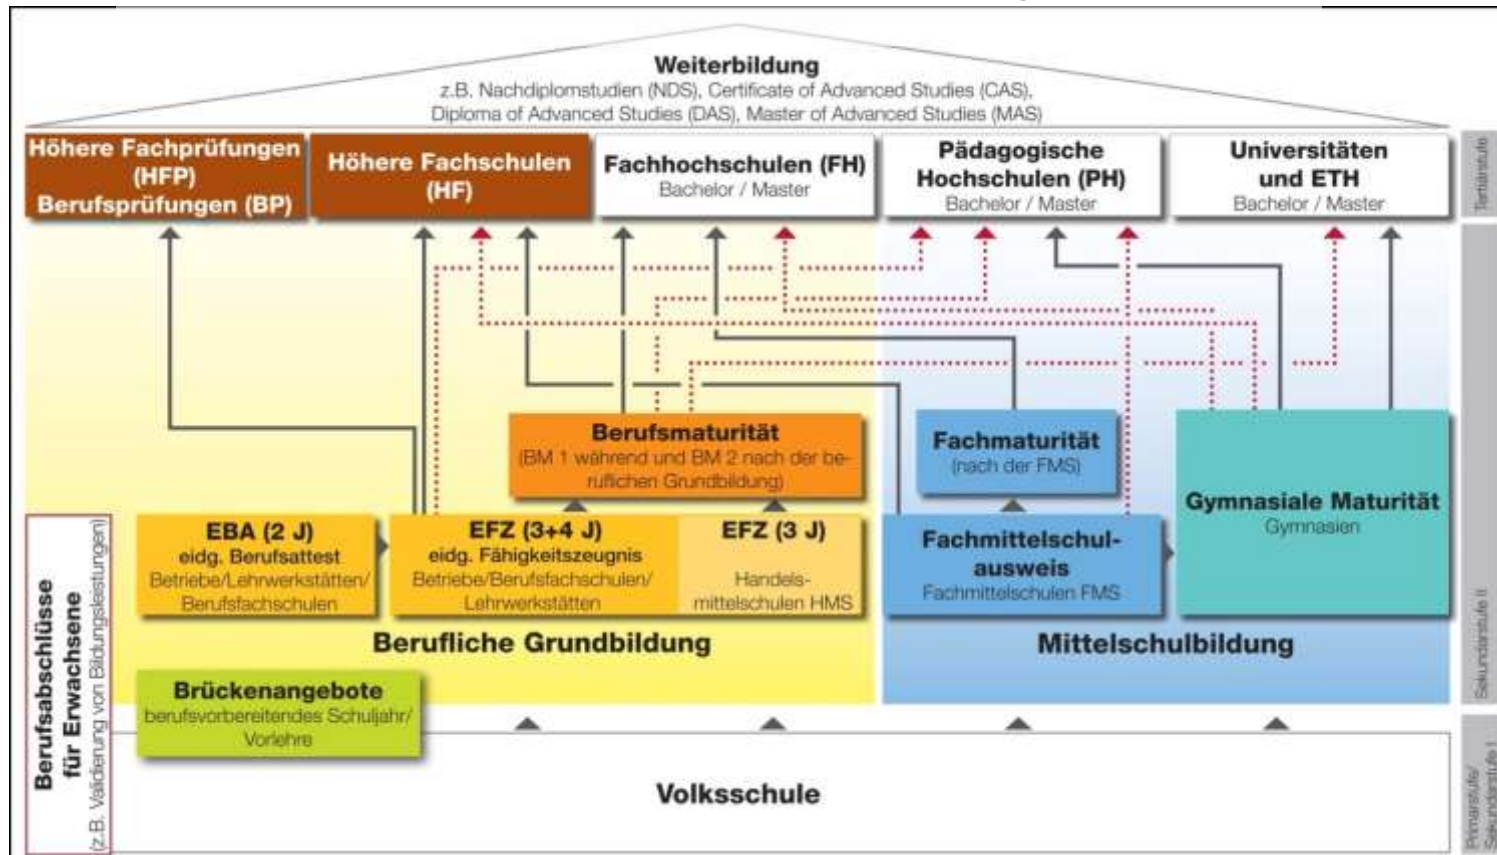 Weiterbildung
z.B. Nachdiplomstudien (NDS), Certificate of Advanced Studies (CAS),
Diploma of Advanced Studies (DAS), Master of Advanced Studies (MAS)
Höhere Fachprüfungen
(HFP)
Berufsprüfungen (BP)
Höhere Fachschulen
(HF)
Fachhochschulen (FH)
Bachelor / Master
Pädagogische
Hochschulen (PH)
Bachelor / Master
Universitäten
und ETH
Bachelor / Master
Tertiärstufe
Berufsmaturität
(BM 1 während und BM 2 nach der be-
ruflichen Grundbildung)
Fachmaturität
(nach der FMS)
Gymnasiale Maturität
Gymnasien
EBA (2 J)
eidg. Berufsattest
Betriebe/Lehrwerkstätten/
Berufsfachschulen
EFZ (3+4 J)
eidg. Fähigkeitszeugnis
Betriebe/Berufsfachschulen/
Lehrwerkstätten
EFZ (3 J)
Handels-
mittelschulen HMS
Fachmittelschul-
ausweis
Fachmittelschulen FMS
Berufliche Grundbildung
Mittelschulbildung
Sekundarstufe II
Brückenangebote
berufsvorbereitendes Schuljahr/
Vorlehre
Berufsabschlüsse
für Erwachsene
(z.B. Validierung von Bildungsleistungen)
Volksschule
Primarstufe/
Sekundarstufe I